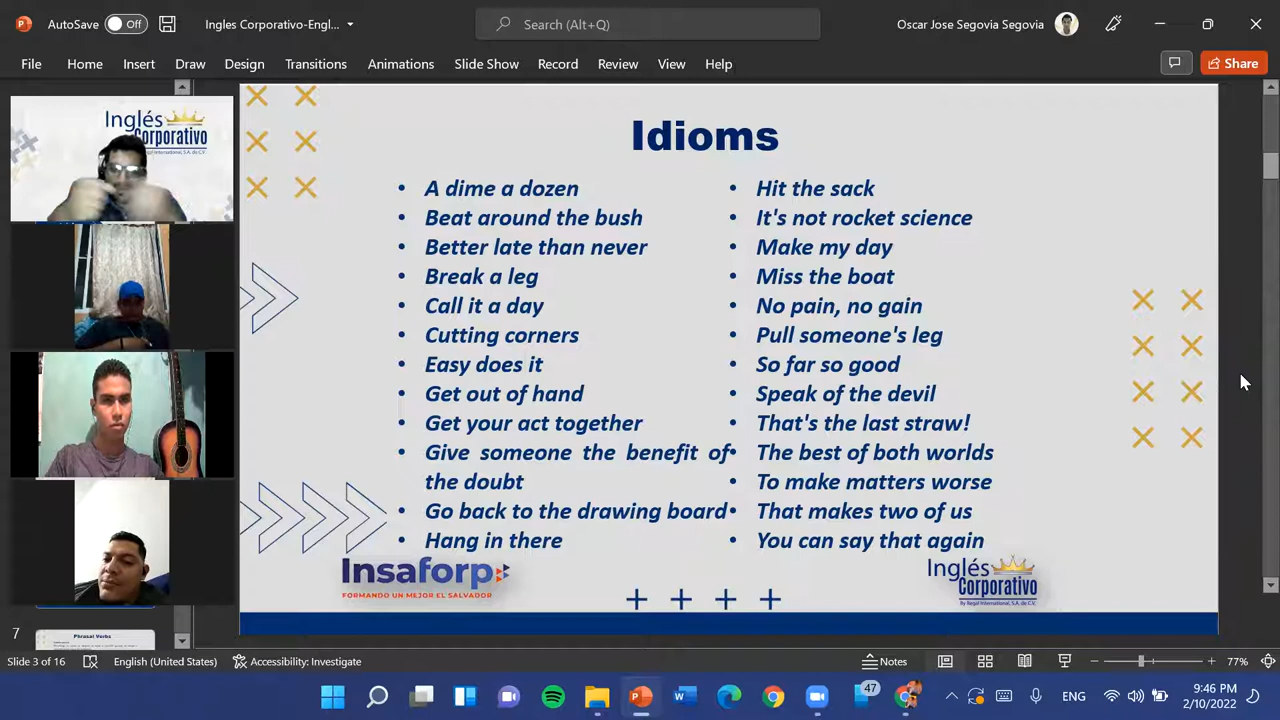 AutoSave Off Ingles Corporativo-Engl... Search (Alt+Q) Oscar Jose Segovia Segovia
File Home Insert Draw Design Transitions Animations Slide Show Record Review View Help Share
Inglés
Corporativo
Idioms
• A dime a dozen
• Beat around the bush
• Better late than never
• Break a leg
• Call it a day
• Cutting corners
• Easy does it
• Get out of hand
• Get your act together
• Give someone the benefit of
the doubt
• Go back to the drawing board
• Hang in there
• Hit the sack
• It's not rocket science
• Make my day
• Miss the boat
• No pain, no gain
• Pull someone's leg
• So far so good
• Speak of the devil
• That's the last straw!
• The best of both worlds
• To make matters worse
• That makes two of us
• You can say that again
Insaforp
FORMANDO UN MEJOR EL SALVADOR
Inglés
Corporativo
By Regal International, S.A. de C.V.
7
Phrasal Verbs
Slide 3 of 16 English (United States) Accessibility: Investigate Notes 77%
47 ENG 9:46 PM
2/10/2022